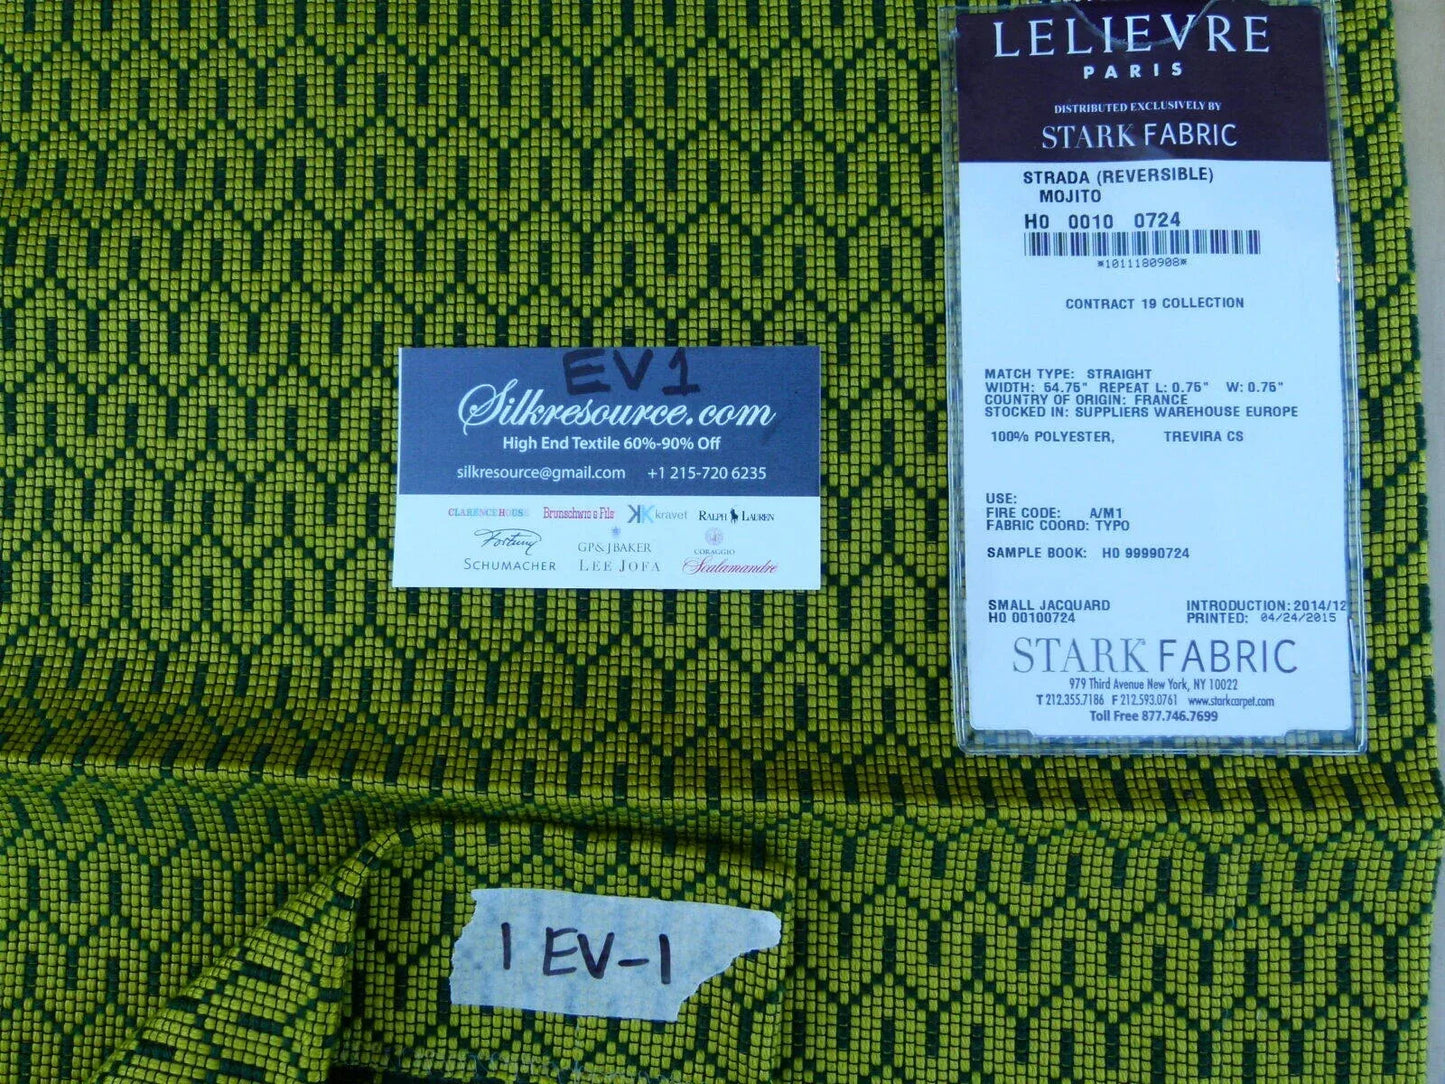 LELIEVRE
PARIS
DISTRIBUTED EXCLUSIVELY BY
STARK FABRIC
STRADA (REVERSIBLE)
MOJITO
H0 0010 0724
*1011180908*
CONTRACT 19 COLLECTION
MATCH TYPE: STRAIGHT
WIDTH: 54.75" REPEAT L: 0.75" W: 0.75"
COUNTRY OF ORIGIN: FRANCE
STOCKED IN: SUPPLIERS WAREHOUSE EUROPE
100% POLYESTER, TREVIRA CS
USE:
FIRE CODE: A/M1
FABRIC COORD: TYPO
SAMPLE BOOK: H0 99990724
SMALL JACQUARD INTRODUCTION: 2014/12
H0 00100724 PRINTED: 04/24/2015
STARK FABRIC
979 Third Avenue New York, NY 10022
T 212.355.7186 F 212.593.0761 www.starkcarpet.com
Toll Free 877.746.7699
EV1
Silkresource.com
High End Textile 60%-90% Off
silkresource@gmail.com +1 215-720 6235
CLARENCE HOUSE Brunschwig & Fils kravet RALPH LAUREN
Fortuny GP & J BAKER CORAGGIO
SCHUMACHER LEE JOFA Scalamandré
1 EV-1